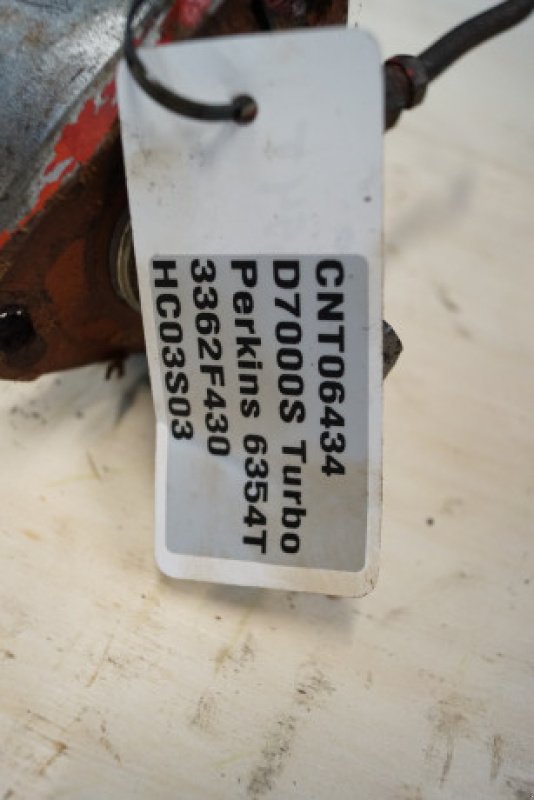 CNT06434
D7000S Turbo
Perkins 6354T
3362F430
HC03S03